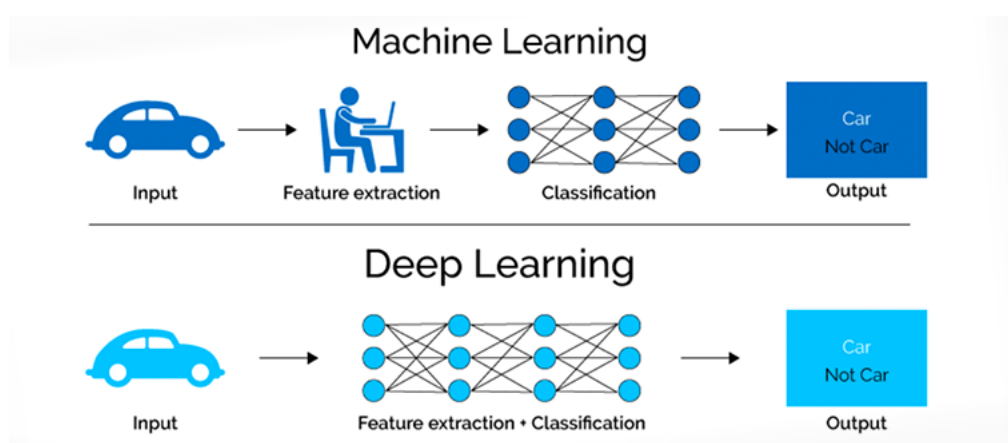 Machine Learning
Car
Not Car
Input
Feature extraction
Classification
Output
Deep Learning
Car
Not Car
Input
Feature extraction + Classification
Output